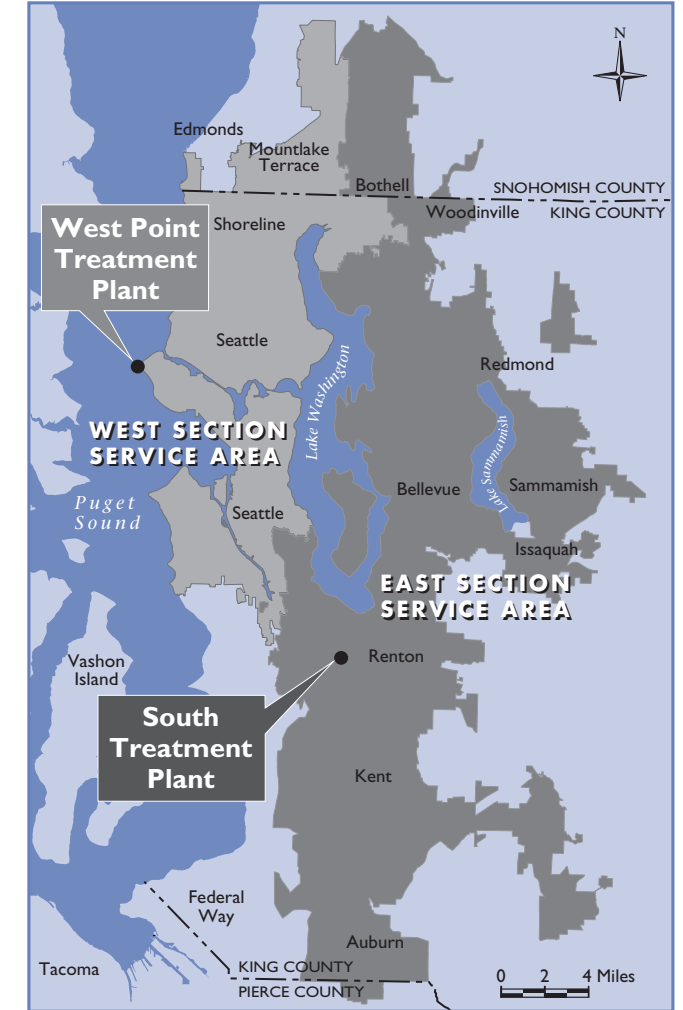 N
Edmonds
Mountlake
Terrace
Bothell
SNOHOMISH COUNTY
KING COUNTY
Woodinville
West Point
Treatment
Plant
Shoreline
Seattle
Lake Washington
Redmond
WEST SECTION
SERVICE AREA
Lake Sammamish
Bellevue
Sammamish
Puget
Sound
Seattle
Issaquah
EAST SECTION
SERVICE AREA
Vashon
Island
Renton
South
Treatment
Plant
Kent
Federal
Way
Auburn
Tacoma
KING COUNTY
PIERCE COUNTY
0 2 4 Miles